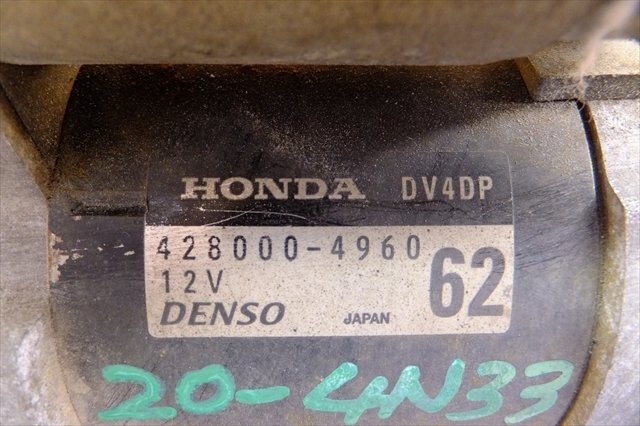 HONDA DV4DP
428000-4960
12V 62
DENSO JAPAN
20-4N33